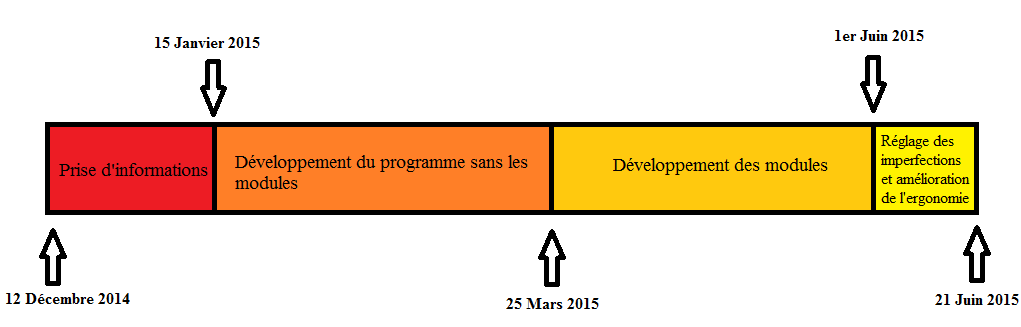 15 Janvier 2015
1er Juin 2015
Prise d'informations
Développement du programme sans les
modules
Développement des modules
Réglage des
imperfections
et amélioration
de l'ergonomie
12 Décembre 2014
25 Mars 2015
21 Juin 2015